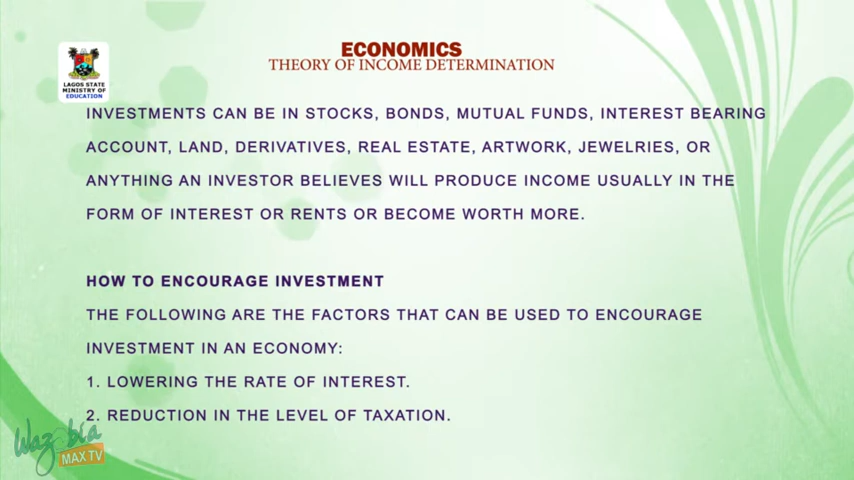 ECONOMICS
THEORY OF INCOME DETERMINATION
LAGOS STATE
MINISTRY OF
EDUCATION
INVESTMENTS CAN BE IN STOCKS, BONDS, MUTUAL FUNDS, INTEREST BEARING
ACCOUNT, LAND, DERIVATIVES, REAL ESTATE, ARTWORK, JEWELRIES, OR
ANYTHING AN INVESTOR BELIEVES WILL PRODUCE INCOME USUALLY IN THE
FORM OF INTEREST OR RENTS OR BECOME WORTH MORE.
HOW TO ENCOURAGE INVESTMENT
THE FOLLOWING ARE THE FACTORS THAT CAN BE USED TO ENCOURAGE
INVESTMENT IN AN ECONOMY:
1. LOWERING THE RATE OF INTEREST.
2. REDUCTION IN THE LEVEL OF TAXATION.
Wazobia
MAX TV